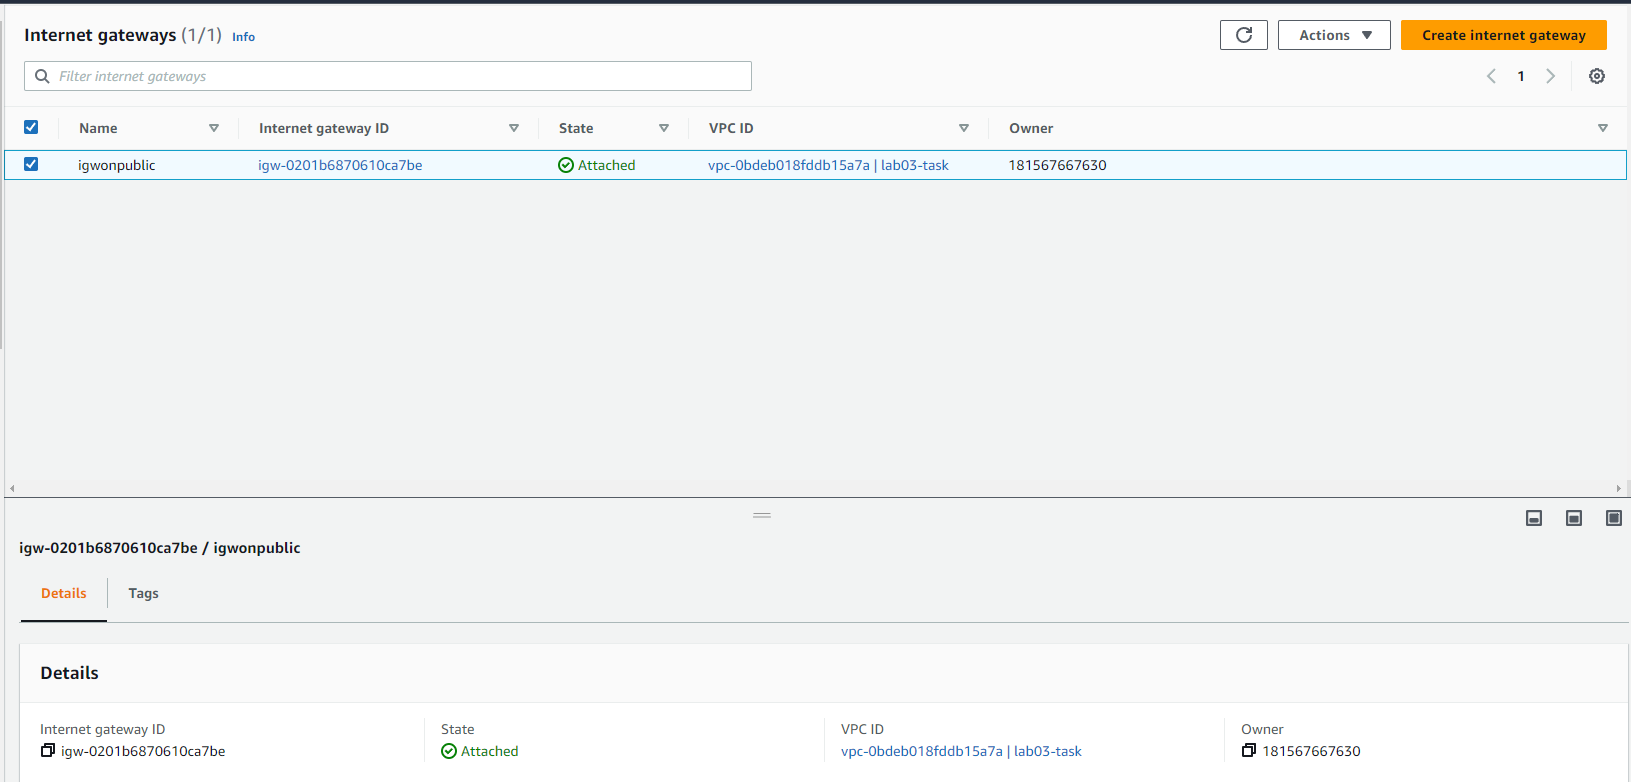 Internet gateways (1/1) Info
Actions
Create internet gateway
Filter internet gateways
1
Name Internet gateway ID State VPC ID Owner
igwonpublic igw-0201b6870610ca7be Attached vpc-0bdeb018fddb15a7a | lab03-task 181567667630
igw-0201b6870610ca7be / igwonpublic
Details Tags
Details
Internet gateway ID State VPC ID Owner
igw-0201b6870610ca7be Attached vpc-0bdeb018fddb15a7a | lab03-task 181567667630